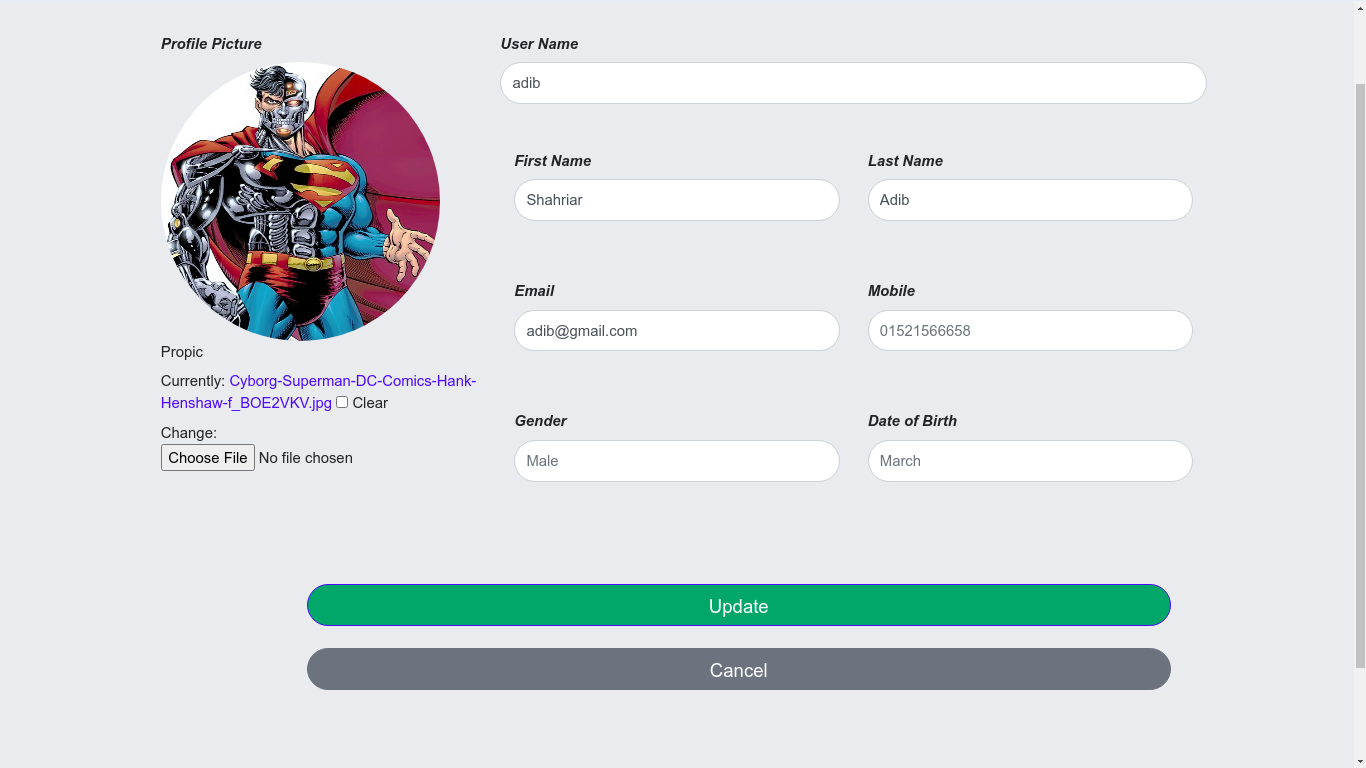 Profile Picture
User Name
adib
First Name
Last Name
Shahriar
Adib
Email
Mobile
adib@gmail.com
01521566658
Propic
Currently: Cyborg-Superman-DC-Comics-Hank-
Henshaw-f_BOE2VKV.jpg Clear
Change:
Choose File No file chosen
Gender
Date of Birth
Male
March
Update
Cancel